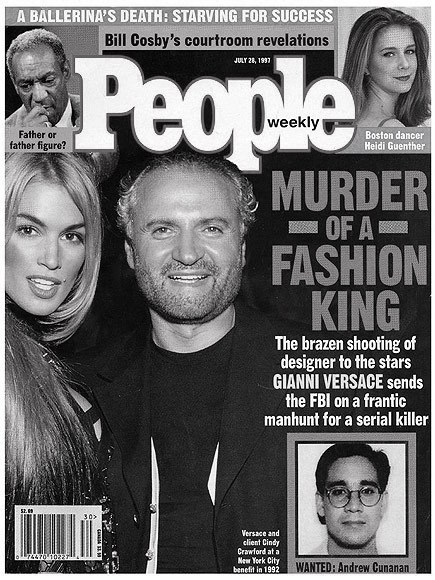 A BALLERINA'S DEATH: STARVING FOR SUCCESS
Bill Cosby's courtroom revelations
JULY 28, 1997
People
weekly
Father or
father figure?
Boston dancer
Heidi Guenther
MURDER
OF A
FASHION
KING
The brazen shooting of
designer to the stars
GIANNI VERSACE sends
the FBI on a frantic
manhunt for a serial killer
$2.89
30>
0 74470 10227 4
Versace and
client Cindy
Crawford at a
New York City
benefit in 1992
WANTED: Andrew Cunanan